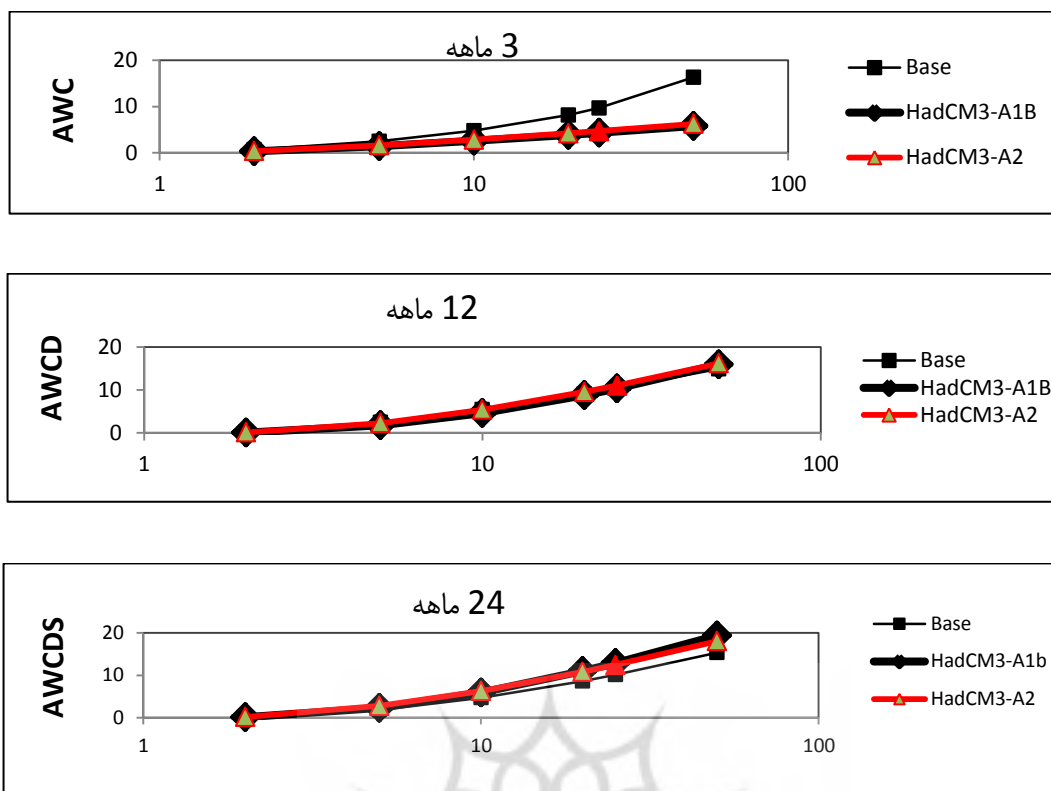 3 ماهه
AWC
20
10
0
1
10
100
Base
HadCM3-A1B
HadCM3-A2
12 ماهه
AWCD
20
10
0
1
10
100
Base
HadCM3-A1B
HadCM3-A2
24 ماهه
AWCDS
20
10
0
1
10
100
Base
HadCM3-A1b
HadCM3-A2